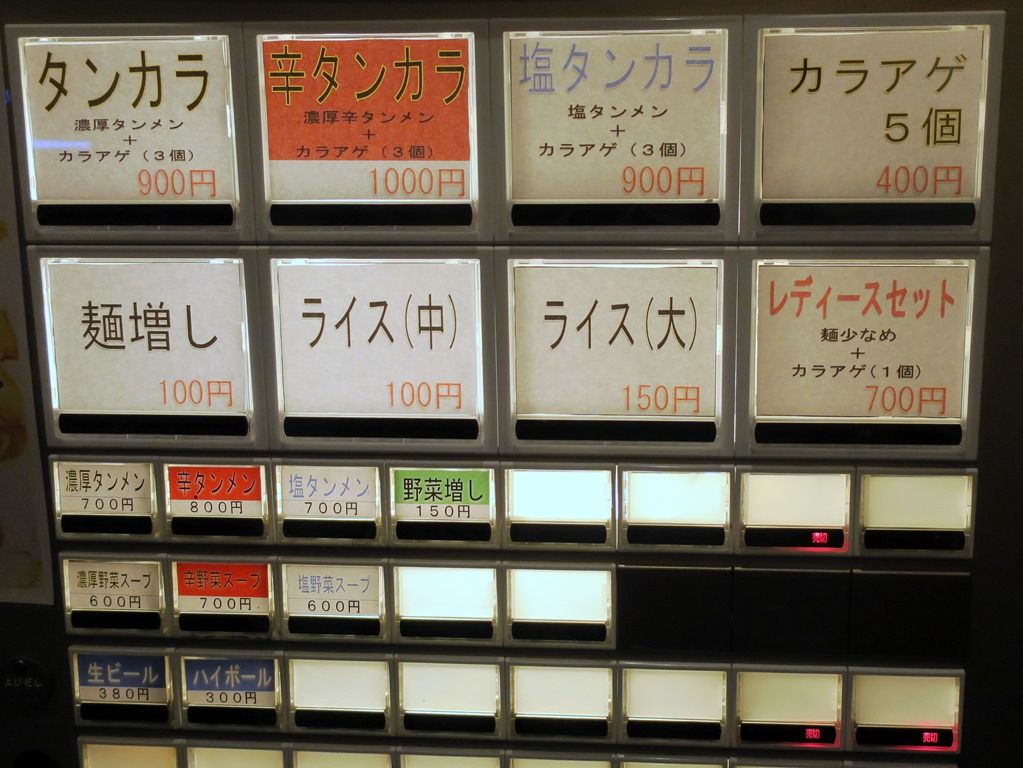 タンカラ
濃厚タンメン
+
カラアゲ（3個）
900円
辛タンカラ
濃厚辛タンメン
+
カラアゲ（3個）
1000円
塩タンカラ
塩タンメン
+
カラアゲ（3個）
900円
カラアゲ
5個
400円
麺増し
100円
ライス(中)
100円
ライス(大)
150円
レディースセット
麺少なめ
+
カラアゲ(1個)
700円
濃厚タンメン
700円
辛タンメン
800円
塩タンメン
700円
野菜増し
150円
売切
濃厚野菜スープ
600円
辛野菜スープ
700円
塩野菜スープ
600円
生ビール
380円
ハイボール
300円
売切
売切
よびだし